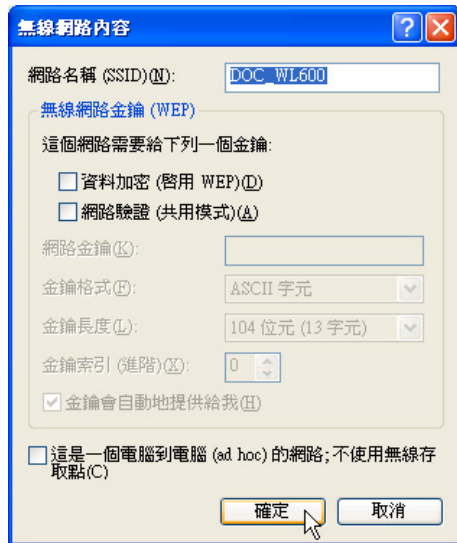 無線網路內容
網路名稱 (SSID)(N):
DOC_WL600
無線網路金鑰 (WEP)
這個網路需要給下列一個金鑰:
資料加密 (啓用 WEP)(D)
網路驗證 (共用模式)(A)
網路金鑰(K):
金鑰格式(F):
ASCII 字元
金鑰長度(L):
104 位元 (13 字元)
金鑰索引 (進階)(X):
0
金鑰會自動地提供給我(H)
這是一個電腦到電腦 (ad hoc) 的網路;不使用無線存
取點(C)
確定
取消